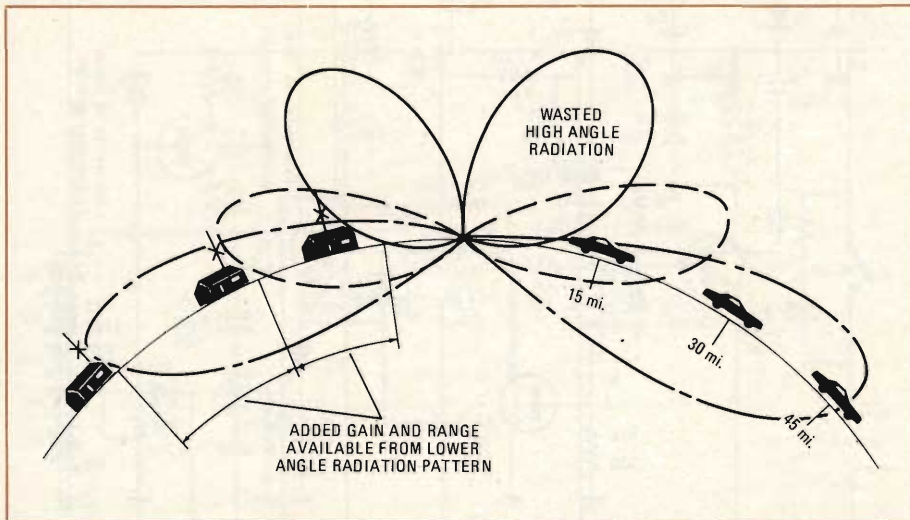 WASTED
HIGH ANGLE
RADIATION
15 mi.
30 mi.
45 mi.
ADDED GAIN AND RANGE
AVAILABLE FROM LOWER
ANGLE RADIATION PATTERN